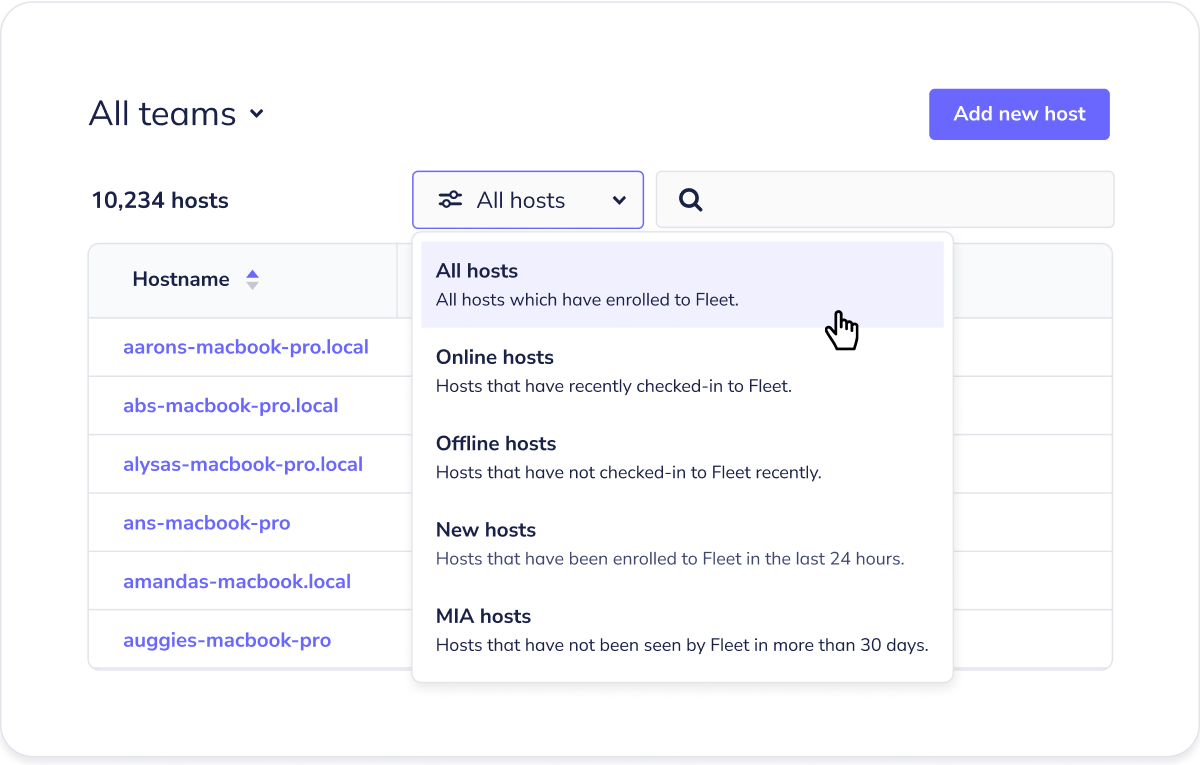 All teams
Add new host
10,234 hosts
All hosts
Hostname
All hosts
All hosts which have enrolled to Fleet.
Online hosts
Hosts that have recently checked-in to Fleet.
Offline hosts
Hosts that have not checked-in to Fleet recently.
New hosts
Hosts that have been enrolled to Fleet in the last 24 hours.
MIA hosts
Hosts that have not been seen by Fleet in more than 30 days.
aarons-macbook-pro.local
abs-macbook-pro.local
alysas-macbook-pro.local
ans-macbook-pro
amandas-macbook.local
auggies-macbook-pro